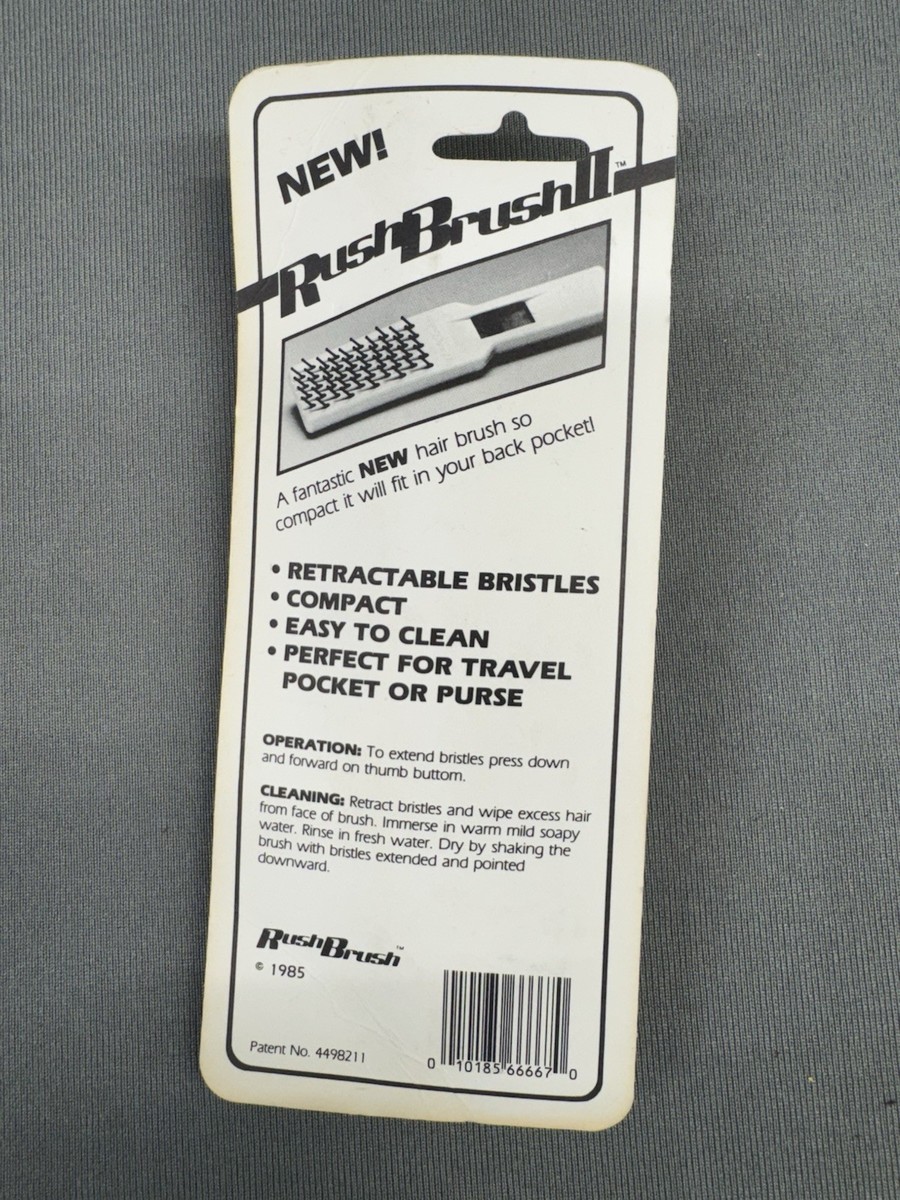 NEW!
RushBrush II™
A fantastic NEW hair brush so
compact it will fit in your back pocket!
• RETRACTABLE BRISTLES
• COMPACT
• EASY TO CLEAN
• PERFECT FOR TRAVEL
POCKET OR PURSE
OPERATION: To extend bristles press down
and forward on thumb buttom.
CLEANING: Retract bristles and wipe excess hair
from face of brush. Immerse in warm mild soapy
water. Rinse in fresh water. Dry by shaking the
brush with bristles extended and pointed
downward.
RushBrush™
© 1985
Patent No. 4498211
0 10185 66667 0